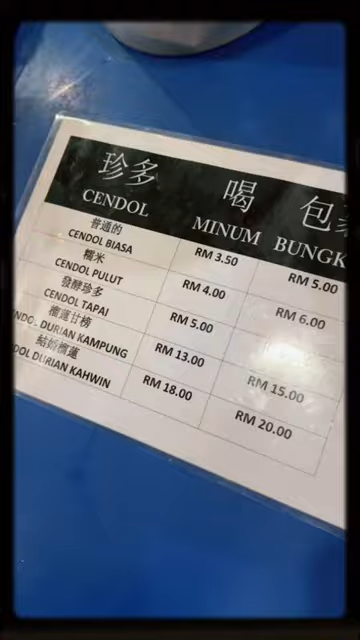 珍多 喝 包
CENDOL MINUM BUNGK
普通的
CENDOL BIASA RM 3.50 RM 5.00
糯米
CENDOL PULUT RM 4.00 RM 6.00
發酵珍多
CENDOL TAPAI RM 5.00
榴蓮甘榜
DURIAN KAMPUNG RM 13.00 RM 15.00
結婚榴蓮
DOL DURIAN KAHWIN RM 18.00 RM 20.00